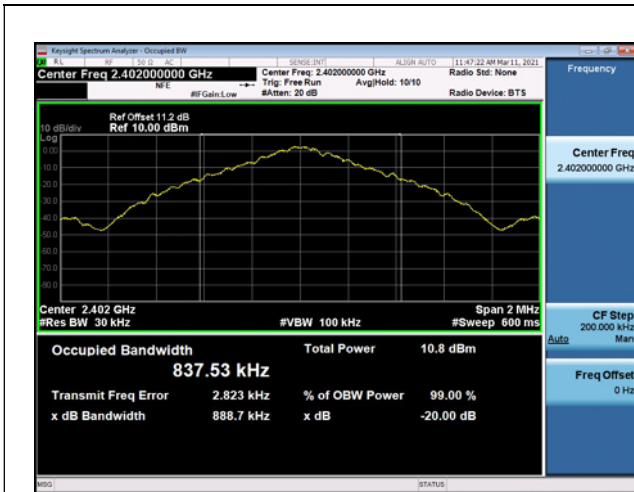 Keysight Spectrum Analyzer - Occupied BW
RL RF 50 Ω AC SENSE:INT ALIGN AUTO 11:47:22 AM Mar 11, 2021
Center Freq 2.402000000 GHz
NFE
#IFGain:Low
Center Freq: 2.402000000 GHz
Trig: Free Run Avg|Hold: 10/10
#Atten: 20 dB
Radio Std: None
Radio Device: BTS
Frequency
Ref Offset 11.2 dB
10 dB/div Ref 10.00 dBm
Log
0.00
-10.0
-20.0
-30.0
-40.0
-50.0
-60.0
-70.0
-80.0
Center 2.402 GHz Span 2 MHz
#Res BW 30 kHz #VBW 100 kHz #Sweep 600 ms
Occupied Bandwidth Total Power 10.8 dBm
837.53 kHz
Transmit Freq Error 2.823 kHz % of OBW Power 99.00 %
x dB Bandwidth 888.7 kHz x dB -20.00 dB
Center Freq
2.402000000 GHz
CF Step
200.000 kHz
Auto Man
Freq Offset
0 Hz
MSG STATUS